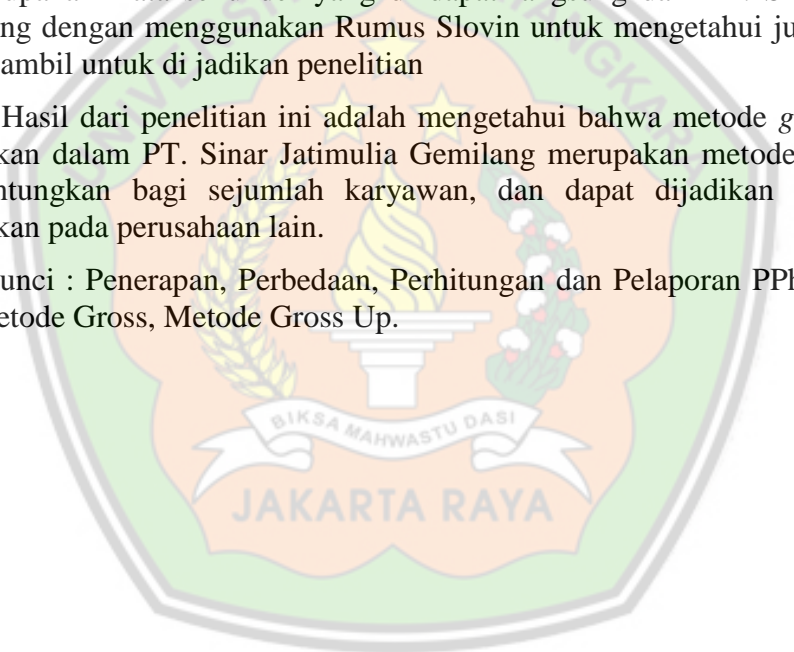 ng dengan menggunakan Rumus Slovin untuk mengetahui ju
ambil untuk di jadikan penelitian
Hasil dari penelitian ini adalah mengetahui bahwa metode g
kan dalam PT. Sinar Jatimulia Gemilang merupakan metode
ntungkan bagi sejumlah karyawan, dan dapat dijadikan
kan pada perusahaan lain.
unci : Penerapan, Perbedaan, Perhitungan dan Pelaporan PPh
etode Gross, Metode Gross Up.
BIKSA MAHWASTU DASI
JAKARTA RAYA